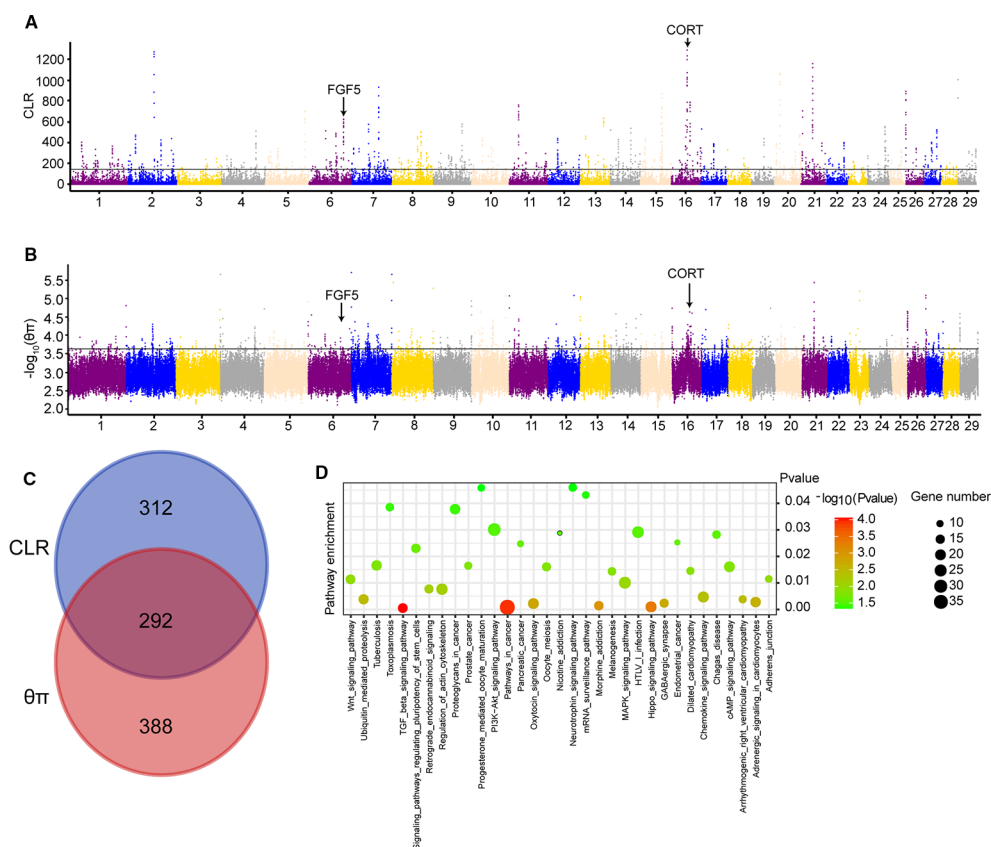 A
CORT
FGF5
CLR
1200
1000
800
600
400
200
0
1 2 3 4 5 6 7 8 9 10 11 12 13 14 15 16 17 18 19 20 21 22 23 24 25 26 27 28 29
B
CORT
FGF5
-log10(θπ)
5.5
5.0
4.5
4.0
3.5
3.0
2.5
2.0
1 2 3 4 5 6 7 8 9 10 11 12 13 14 15 16 17 18 19 20 21 22 23 24 25 26 27 28 29
C
CLR
312
292
θπ
388
D
Pathway enrichment
Pvalue
0.04
0.03
0.02
0.01
0.00
-log10(Pvalue)
4.0
3.5
3.0
2.5
2.0
1.5
Gene number
10
15
20
25
30
35
Wnt_signaling_pathway
Ubiquitin_mediated_proteolysis
Tuberculosis
Toxoplasmosis
TGF_beta_signaling_pathway
Signaling_pathways_regulating_pluripotency_of_stem_cells
Retrograde_endocannabinoid_signaling
Regulation_of_actin_cytoskeleton
Proteoglycans_in_cancer
Prostate_cancer
Progesterone_mediated_oocyte_maturation
PI3K−Akt_signaling_pathway
Pathways_in_cancer
Pancreatic_cancer
Oxytocin_signaling_pathway
Oocyte_meiosis
Nicotine_addiction
Neurotrophin_signaling_pathway
mRNA_surveillance_pathway
Morphine_addiction
Melanogenesis
MAPK_signaling_pathway
HTLV_I_infection
Hippo_signaling_pathway
GABAergic_synapse
Endometrial_cancer
Dilated_cardiomyopathy
Chemokine_signaling_pathway
Chagas_disease
cAMP_signaling_pathway
Arrhythmogenic_right_ventricular_cardiomyopathy
Adrenergic_signaling_in_cardiomyocytes
Adherens_junction